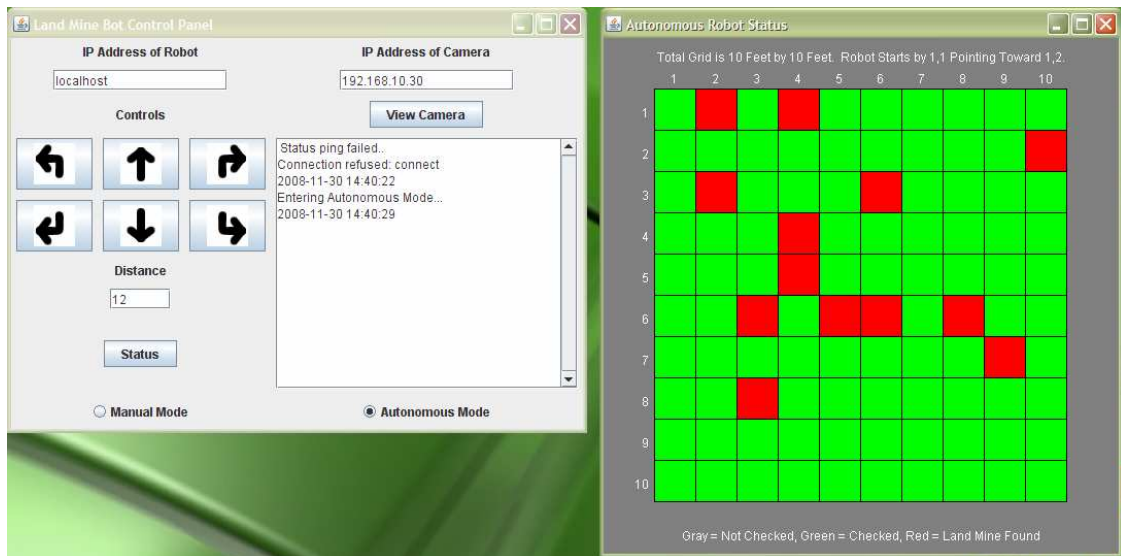 Land Mine Bot Control Panel
IP Address of Robot
IP Address of Camera
localhost
192.168.10.30
Controls
View Camera
Status ping failed..
Connection refused: connect
2008-11-30 14:40:22
Entering Autonomous Mode...
2008-11-30 14:40:29
Distance
12
Status
Manual Mode
Autonomous Mode
Autonomous Robot Status
Total Grid is 10 Feet by 10 Feet. Robot Starts by 1,1 Pointing Toward 1,2.
1 2 3 4 5 6 7 8 9 10
1
2
3
4
5
6
7
8
9
10
Gray = Not Checked, Green = Checked, Red = Land Mine Found